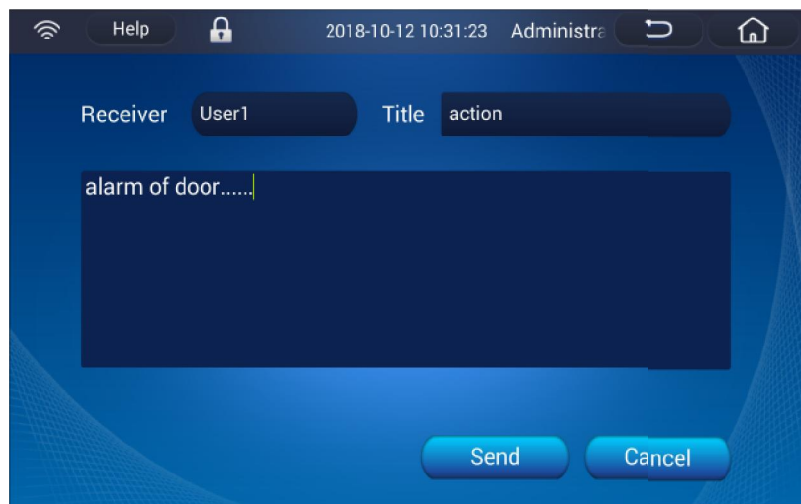 Help 2018-10-12 10:31:23 Administra
Receiver User1 Title action
alarm of door......
Send Cancel